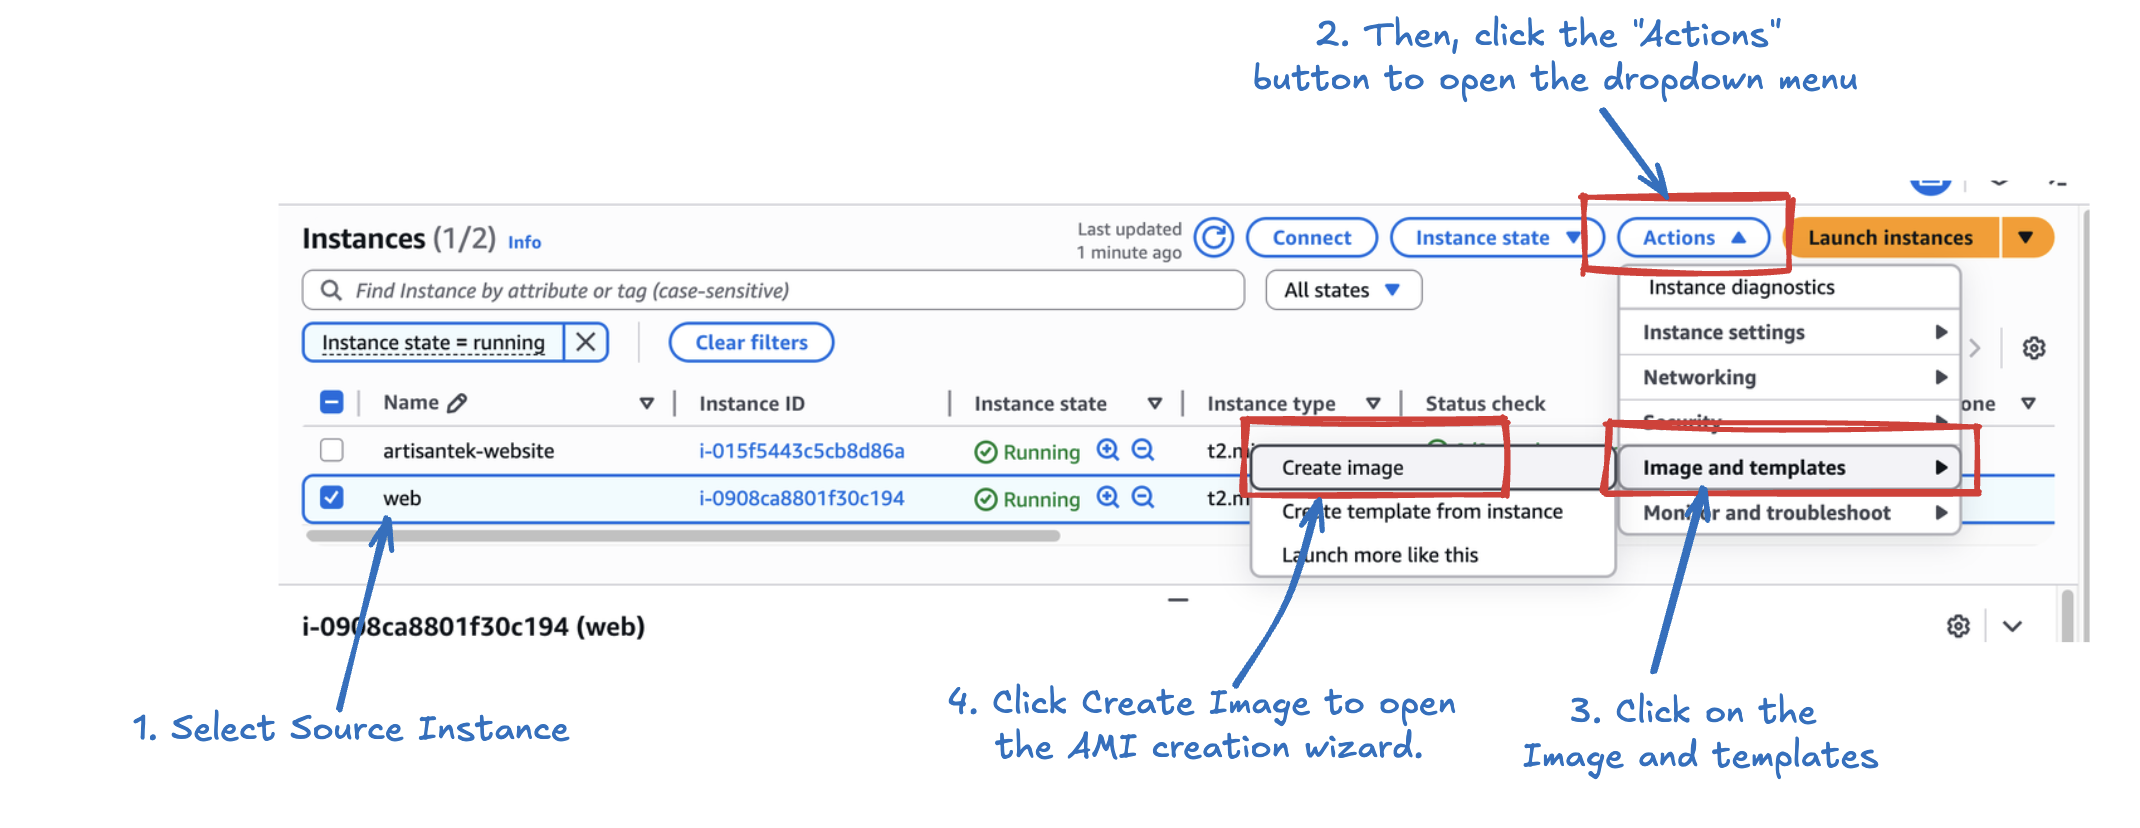 2. Then, click the "Actions"
button to open the dropdown menu
Instances (1/2) Info
Last updated
1 minute ago
Connect
Instance state
Actions
Launch instances
Find Instance by attribute or tag (case-sensitive)
All states
Instance diagnostics
Instance state = running
Clear filters
Instance settings
Networking
Security
Name
Instance ID
Instance state
Instance type
Status check
one
artisantek-website
i-015f5443c5cb8d86a
Running
t2.m
Create image
Image and templates
web
i-0908ca8801f30c194
Running
t2.m
Create template from instance
Monitor and troubleshoot
Launch more like this
i-0908ca8801f30c194 (web)
1. Select Source Instance
4. Click Create Image to open
the AMI creation wizard.
3. Click on the
Image and templates